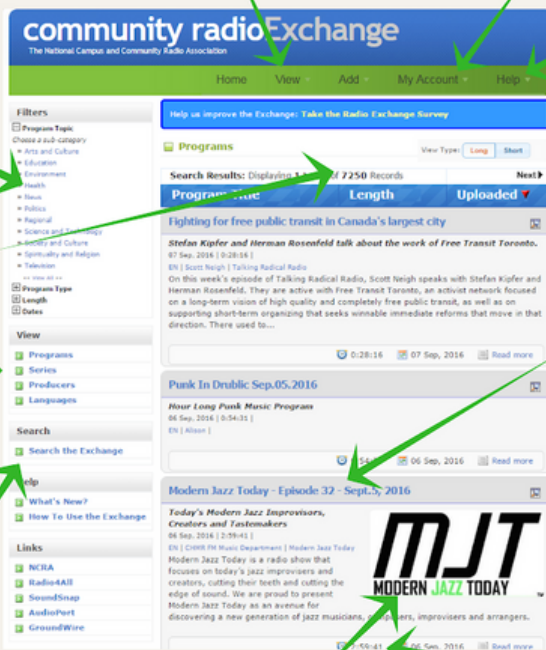 community radioExchange
The National Campus and Community Radio Association
Home View Add My Account Help
Filters
Program Topic
Choose a sub-category
Arts and Culture
Education
Environment
Health
News
Politics
Regional
Science and Technology
Society and Culture
Spirituality and Religion
Television
-- View All --
Program Type
Length
Dates
View
Programs
Series
Producers
Languages
Search
Search the Exchange
Help
What's New?
How To Use the Exchange
Links
NCRA
Radio4All
SoundSnap
AudioPort
GroundWire
Help us improve the Exchange: Take the Radio Exchange Survey
Programs
View Type: Long Short
Search Results: Displaying of 7250 Records Next
Program Title Length Uploaded
Fighting for free public transit in Canada's largest city
Stefan Kipfer and Herman Rosenfeld talk about the work of Free Transit Toronto.
07 Sep, 2016 | 0:28:16 |
EN | Scott Neigh | Talking Radical Radio
On this week's episode of Talking Radical Radio, Scott Neigh speaks with Stefan Kipfer and
Herman Rosenfeld. They are active with Free Transit Toronto, an activist network focused
on a long-term vision of high quality and completely free public transit, as well as on
supporting short-term organizing that seeks winnable immediate reforms that move in that
direction. There used to....
0:28:16 07 Sep, 2016 Read more
Punk In Drublic Sep.05.2016
Hour Long Punk Music Program
06 Sep, 2016 | 0:54:31 |
EN | Alison |
06 Sep, 2016 Read more
Modern Jazz Today - Episode 32 - Sept.5, 2016
Today's Modern Jazz Improvisors,
Creators and Tastemakers
06 Sep, 2016 | 2:59:41 |
EN | CHMR FM Music Department | Modern Jazz Today
Modern Jazz Today is a radio show that
focuses on today's jazz improvisers and
creators, cutting their teeth and cutting the
edge of sound. We are proud to present
Modern Jazz Today as an avenue for
discovering a new generation of jazz musicians, composers, improvisers and arrangers.
MJT
MODERN JAZZ TODAY
2:59:41 06 Sep, 2016 Read more